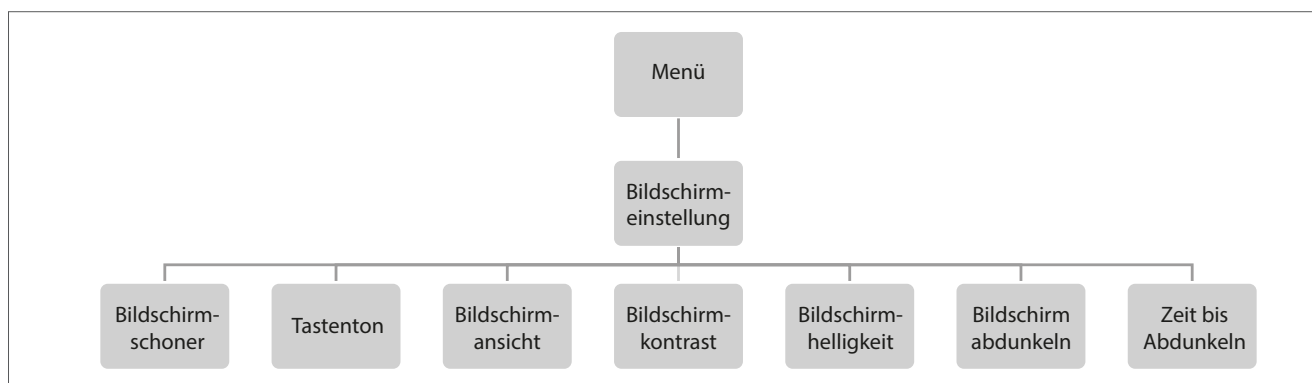 Menü
Bildschirm-
einstellung
Bildschirm-
schoner
Tastenton
Bildschirm-
ansicht
Bildschirm-
kontrast
Bildschirm-
helligkeit
Bildschirm
abdunkeln
Zeit bis
Abdunkeln